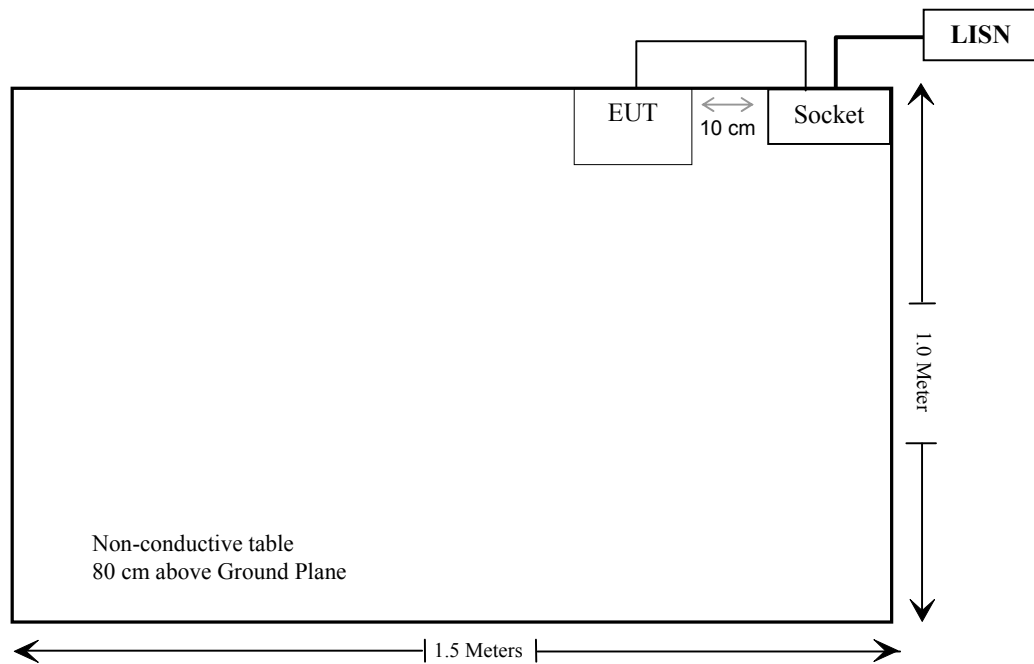 LISN
EUT
Socket
10 cm
1.0 Meter
Non-conductive table
80 cm above Ground Plane
1.5 Meters